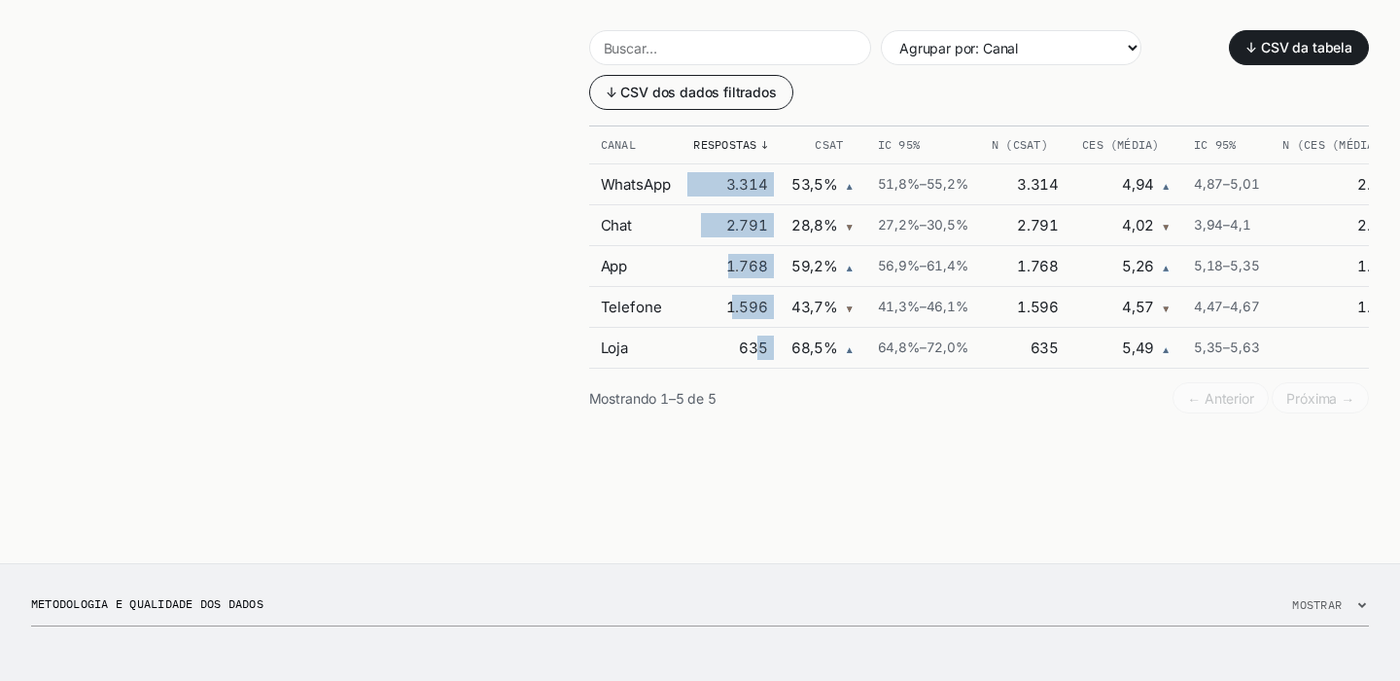 Buscar...
Agrupar por: Canal
↓ CSV da tabela
↓ CSV dos dados filtrados
CANAL RESPOSTAS ↓ CSAT IC 95% N (CSAT) CES (MÉDIA) IC 95% N (CES (MÉDIA
WhatsApp 3.314 53,5% ▲ 51,8%–55,2% 3.314 4,94 ▲ 4,87–5,01 2.
Chat 2.791 28,8% ▼ 27,2%–30,5% 2.791 4,02 ▼ 3,94–4,1 2.
App 1.768 59,2% ▲ 56,9%–61,4% 1.768 5,26 ▲ 5,18–5,35 1.
Telefone 1.596 43,7% ▼ 41,3%–46,1% 1.596 4,57 ▼ 4,47–4,67 1.
Loja 635 68,5% ▲ 64,8%–72,0% 635 5,49 ▲ 5,35–5,63
Mostrando 1–5 de 5
← Anterior
Próxima →
METODOLOGIA E QUALIDADE DOS DADOS
MOSTRAR